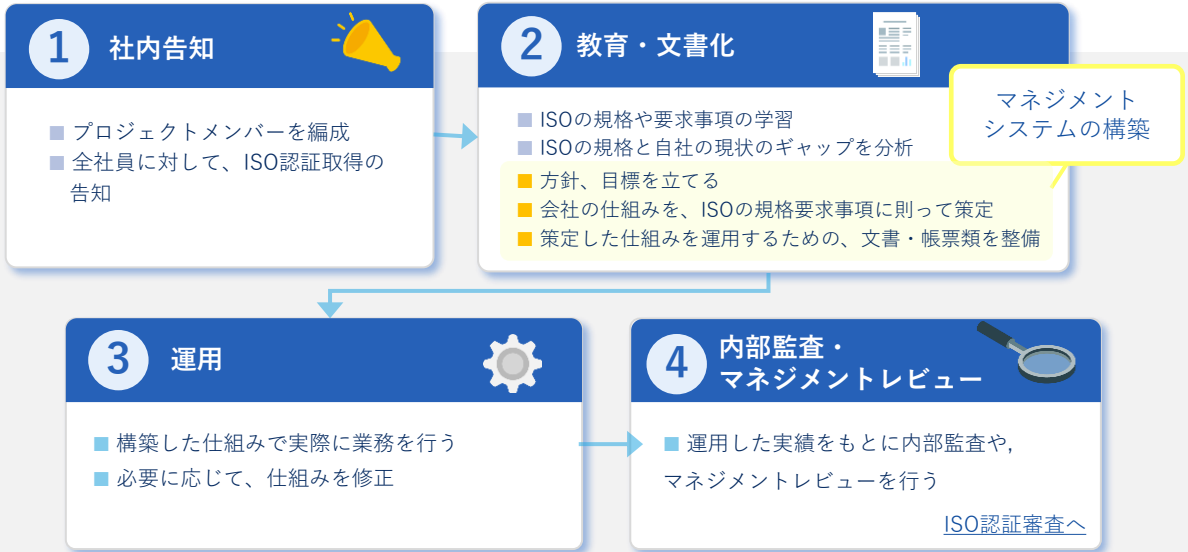 1 社内告知
■ プロジェクトメンバーを編成
■ 全社員に対して、ISO認証取得の
告知
2 教育・文書化
■ ISOの規格や要求事項の学習
■ ISOの規格と自社の現状のギャップを分析
■ 方針、目標を立てる
■ 会社の仕組みを、ISOの規格要求事項に則って策定
■ 策定した仕組みを運用するための、文書・帳票類を整備
マネジメント
システムの構築
3 運用
■ 構築した仕組みで実際に業務を行う
■ 必要に応じて、仕組みを修正
4 内部監査・
マネジメントレビュー
■ 運用した実績をもとに内部監査や,
マネジメントレビューを行う
ISO認証審査へ